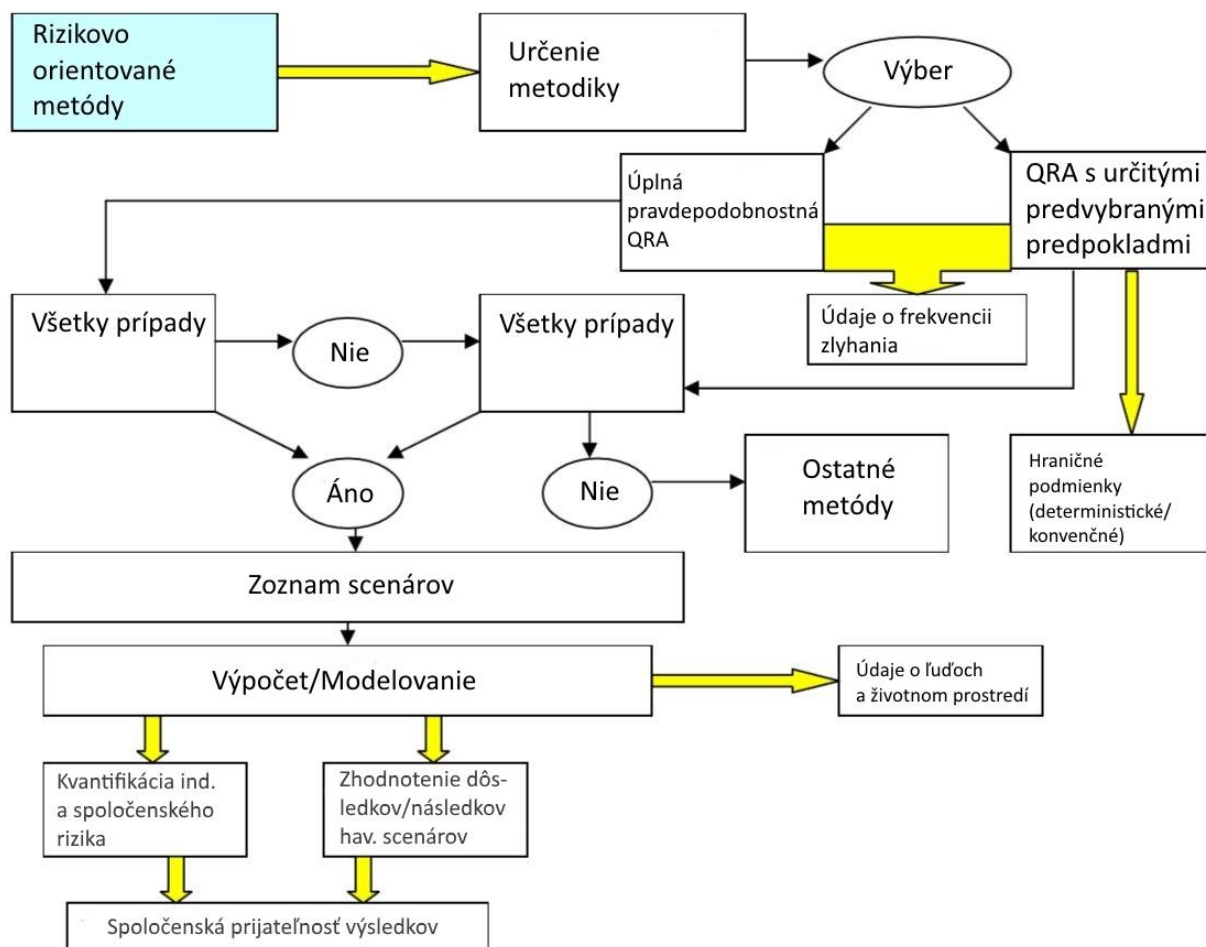 Rizikovo
orientované
metódy
Určenie
metodiky
Výber
Úplná
pravdepodobnostná
QRA
QRA s určitými
predvybranými
predpokladmi
Všetky prípady
Nie
Všetky prípady
Údaje o frekvencii
zlyhania
Áno
Nie
Ostatné
metódy
Hraničné
podmienky
(deterministické/
konvenčné)
Zoznam scenárov
Výpočet/Modelovanie
Údaje o ľuďoch
a životnom prostredí
Kvantifikácia ind.
a spoločenského
rizika
Zhodnotenie dôs-
ledkov/následkov
hav. scenárov
Spoločenská prijateľnosť výsledkov